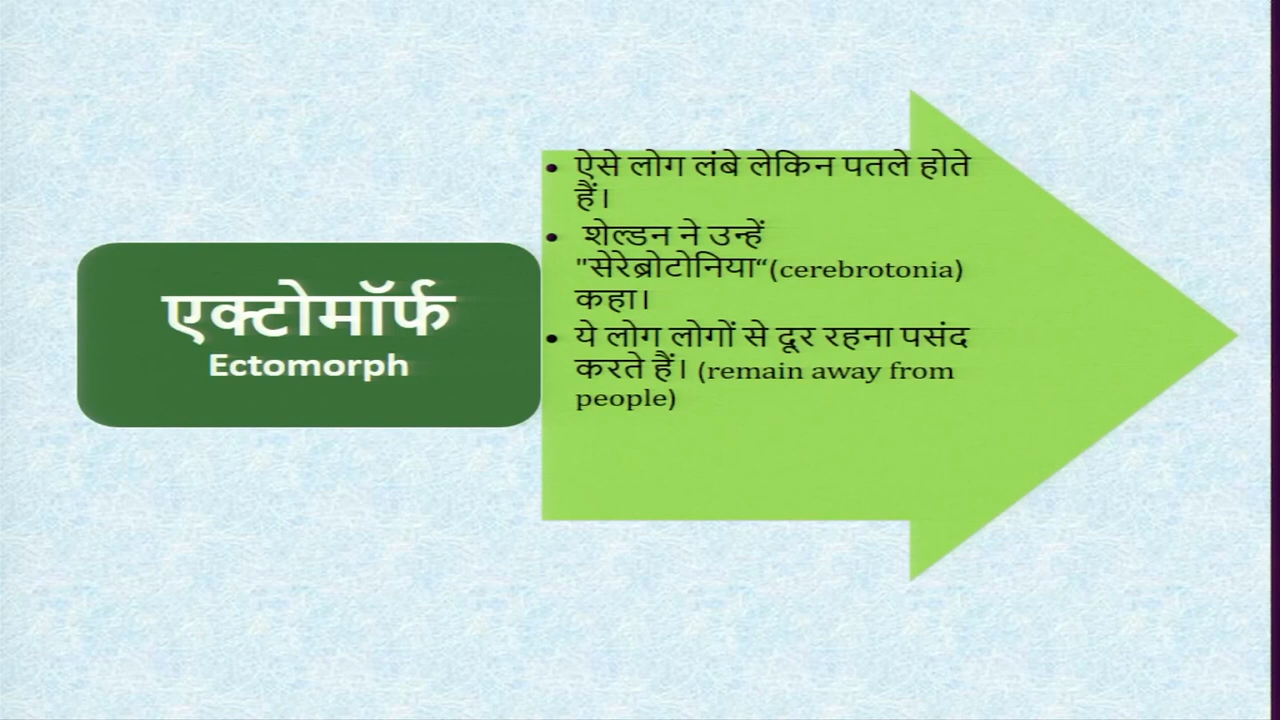 एक्टोमॉर्फ
Ectomorph
• ऐसे लोग लंबे लेकिन पतले होते
हैं।
• शेल्डन ने उन्हें
"सेरेब्रोटोनिया“(cerebrotonia)
कहा।
• ये लोग लोगों से दूर रहना पसंद
करते हैं। (remain away from
people)